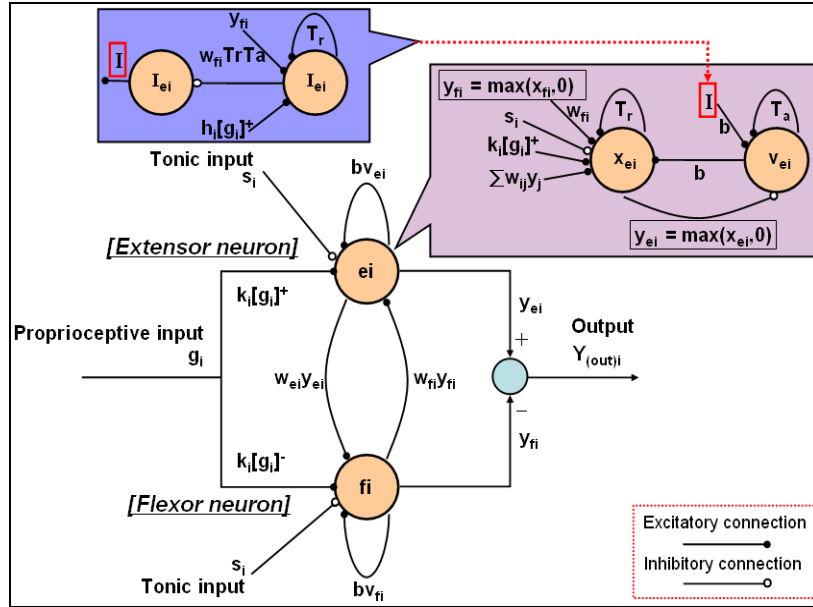 y_fi
I
I_ei
w_fi TrTa
I_ei
T_r
h_i[g_i]⁺
y_fi = max(x_fi,0)
I
w_fi
T_r
T_a
s_i
b
k_i[g_i]⁺
x_ei
v_ei
∑w_ij y_j
b
y_ei = max(x_ei,0)
Tonic input
s_i
bv_ei
[Extensor neuron]
ei
k_i[g_i]⁺
y_ei
Proprioceptive input
g_i
+
Output
Y_(out)i
w_ei y_ei
w_fi y_fi
−
y_fi
k_i[g_i]⁻
fi
[Flexor neuron]
s_i
Tonic input
bv_fi
Excitatory connection
Inhibitory connection